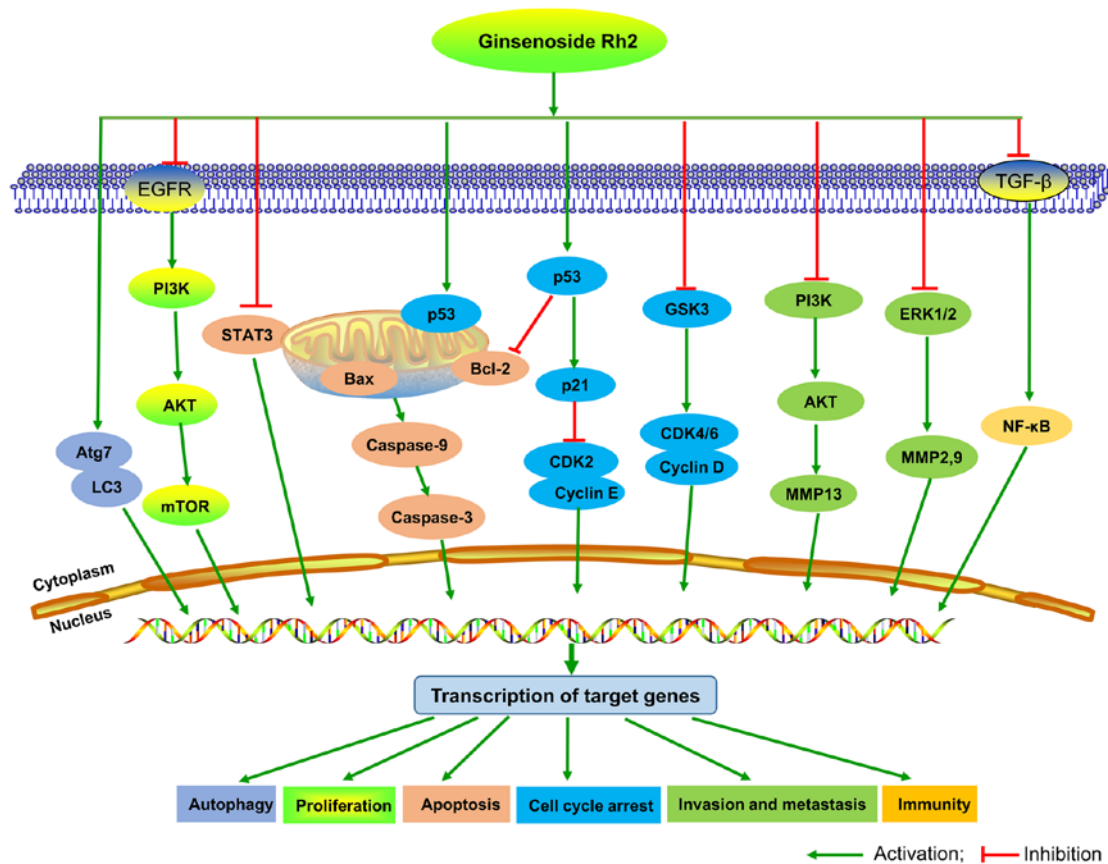 Ginsenoside Rh2
EGFR
TGF-β
PI3K
p53
GSK3
PI3K
ERK1/2
STAT3
p53
Bax
Bcl-2
p21
AKT
AKT
NF-κB
Atg7
LC3
Caspase-9
CDK2
Cyclin E
CDK4/6
Cyclin D
MMP2,9
mTOR
Caspase-3
MMP13
Cytoplasm
Nucleus
Transcription of target genes
Autophagy
Proliferation
Apoptosis
Cell cycle arrest
Invasion and metastasis
Immunity
Activation;
Inhibition